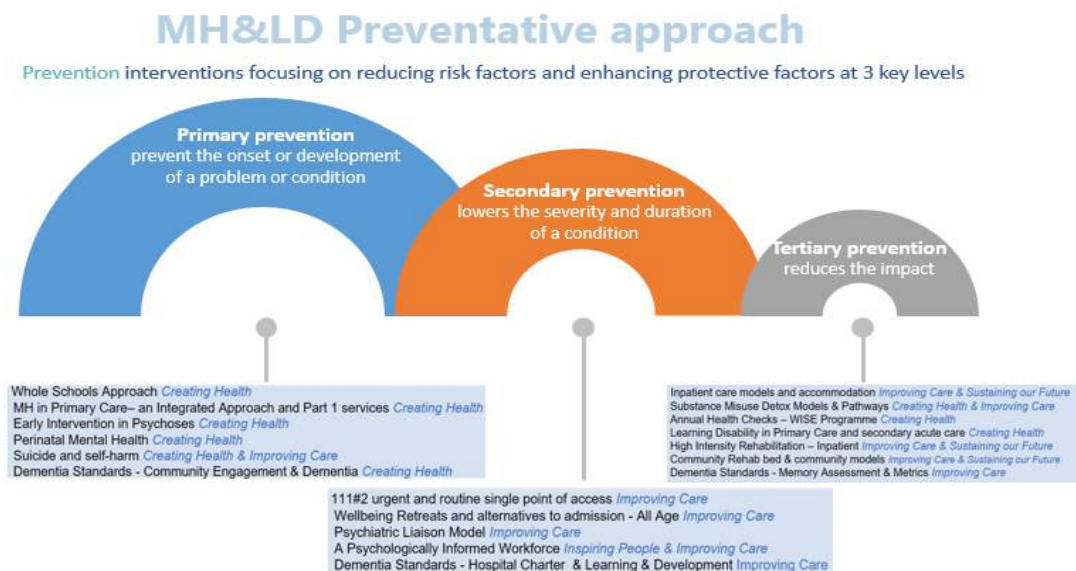 MH&LD Preventative approach
Prevention interventions focusing on reducing risk factors and enhancing protective factors at 3 key levels
Primary prevention
prevent the onset or development
of a problem or condition
Secondary prevention
lowers the severity and duration
of a condition
Tertiary prevention
reduces the impact
Whole Schools Approach Creating Health
MH in Primary Care– an Integrated Approach and Part 1 services Creating Health
Early Intervention in Psychoses Creating Health
Perinatal Mental Health Creating Health
Suicide and self-harm Creating Health & Improving Care
Dementia Standards - Community Engagement & Dementia Creating Health
111#2 urgent and routine single point of access Improving Care
Wellbeing Retreats and alternatives to admission - All Age Improving Care
Psychiatric Liaison Model Improving Care
A Psychologically Informed Workforce Inspiring People & Improving Care
Dementia Standards - Hospital Charter & Learning & Development Improving Care
Inpatient care models and accommodation Improving Care & Sustaining our Future
Substance Misuse Detox Models & Pathways Creating Health & Improving Care
Annual Health Checks – WISE Programme Creating Health
Learning Disability in Primary Care and secondary acute care Creating Health
High Intensity Rehabilitation – Inpatient Improving Care & Sustaining our Future
Community Rehab bed & community models Improving Care & Sustaining our Future
Dementia Standards - Memory Assessment & Metrics Improving Care